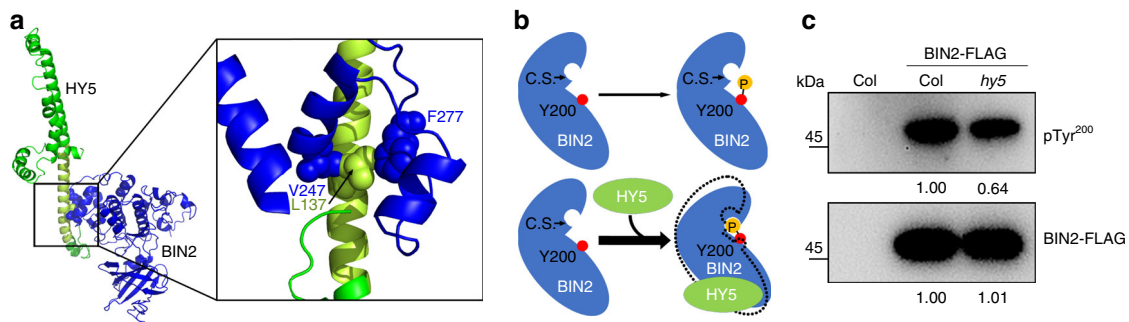 a
HY5
BIN2
F277
V247
L137
b
C.S.
Y200
BIN2
C.S.
P
Y200
BIN2
C.S.
Y200
BIN2
HY5
C.S.
P
Y200
BIN2
HY5
c
BIN2-FLAG
kDa Col Col hy5
45 pTyr200
1.00 0.64
45 BIN2-FLAG
1.00 1.01